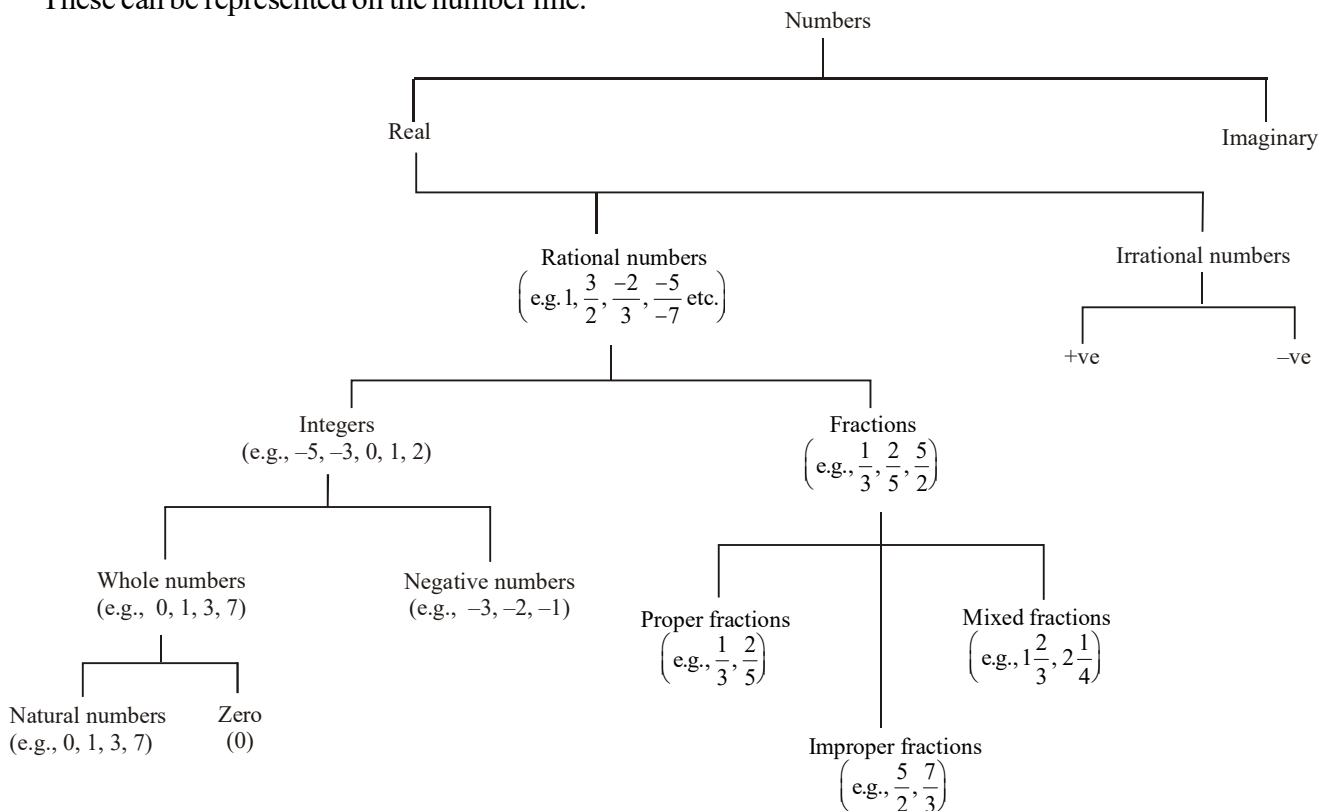 These can be represented on the number line.
Numbers
Real
Imaginary
Rational numbers
(e.g. 1, 3/2, −2/3, −5/−7 etc.)
Irrational numbers
+ve
–ve
Integers
(e.g., –5, –3, 0, 1, 2)
Fractions
(e.g., 1/3, 2/5, 5/2)
Whole numbers
(e.g., 0, 1, 3, 7)
Negative numbers
(e.g., –3, –2, –1)
Proper fractions
(e.g., 1/3, 2/5)
Mixed fractions
(e.g., 1 2/3, 2 1/4)
Natural numbers
(e.g., 0, 1, 3, 7)
Zero
(0)
Improper fractions
(e.g., 5/2, 7/3)